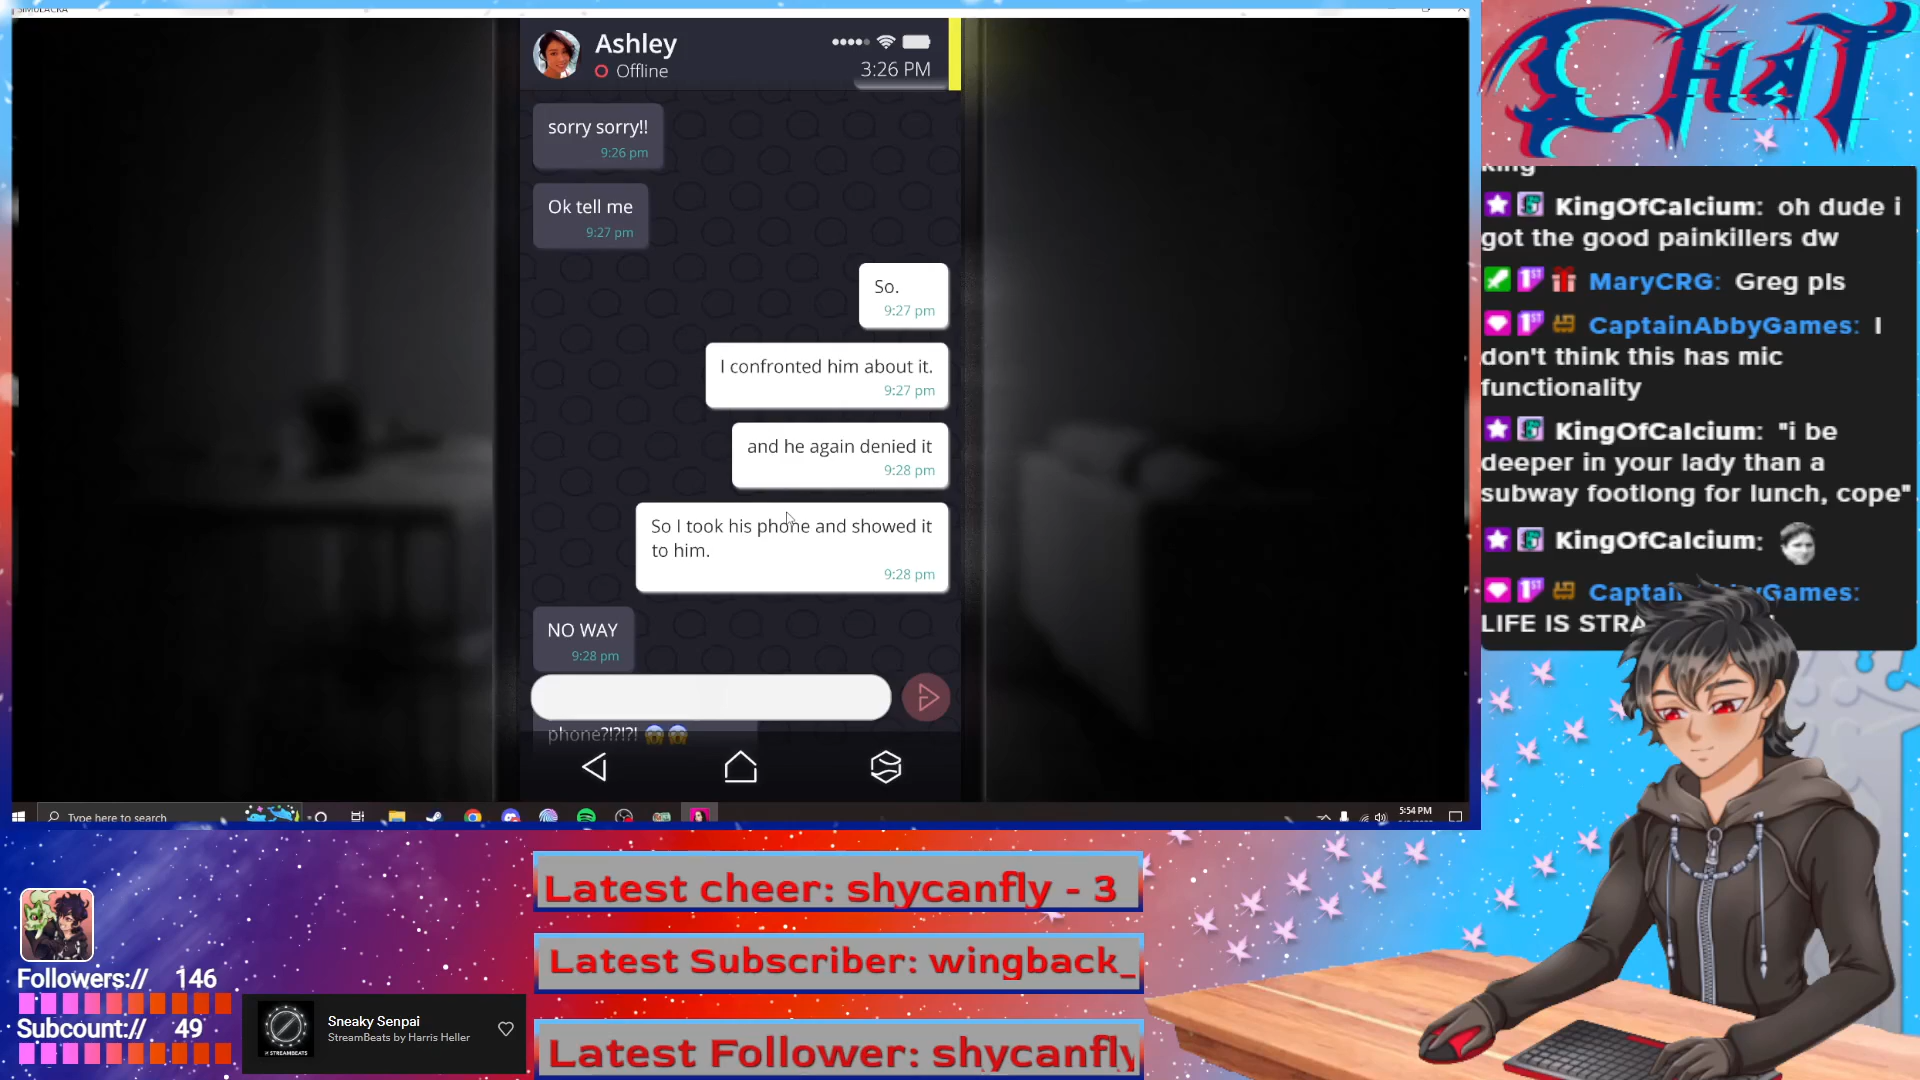 SIMULACRA
Ashley
Offline
3:26 PM
sorry sorry!!
9:26 pm
Ok tell me
9:27 pm
So.
9:27 pm
I confronted him about it.
9:27 pm
and he again denied it
9:28 pm
So I took his phone and showed it
to him.
9:28 pm
NO WAY
9:28 pm
phone?!?!?!
Type here to search
5:54 PM
CHAT
king
KingOfCalcium: oh dude i
got the good painkillers dw
MaryCRG: Greg pls
CaptainAbbyGames: I
don't think this has mic
functionality
KingOfCalcium: "i be
deeper in your lady than a
subway footlong for lunch, cope"
KingOfCalcium:
LIFE IS
Latest cheer: shycanfly - 3
Latest Subscriber: wingback_
Latest Follower: shycanfly
Followers:// 146
Subcount:// 49
STREAMBEATS
Sneaky Senpai
StreamBeats by Harris Heller